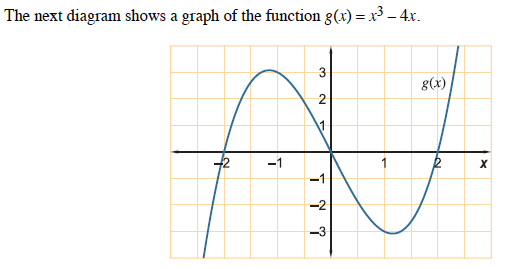 The next diagram shows a graph of the function g(x) = x³ – 4x.
3
g(x)
2
1
–2 –1 1 2 x
–1
–2
–3